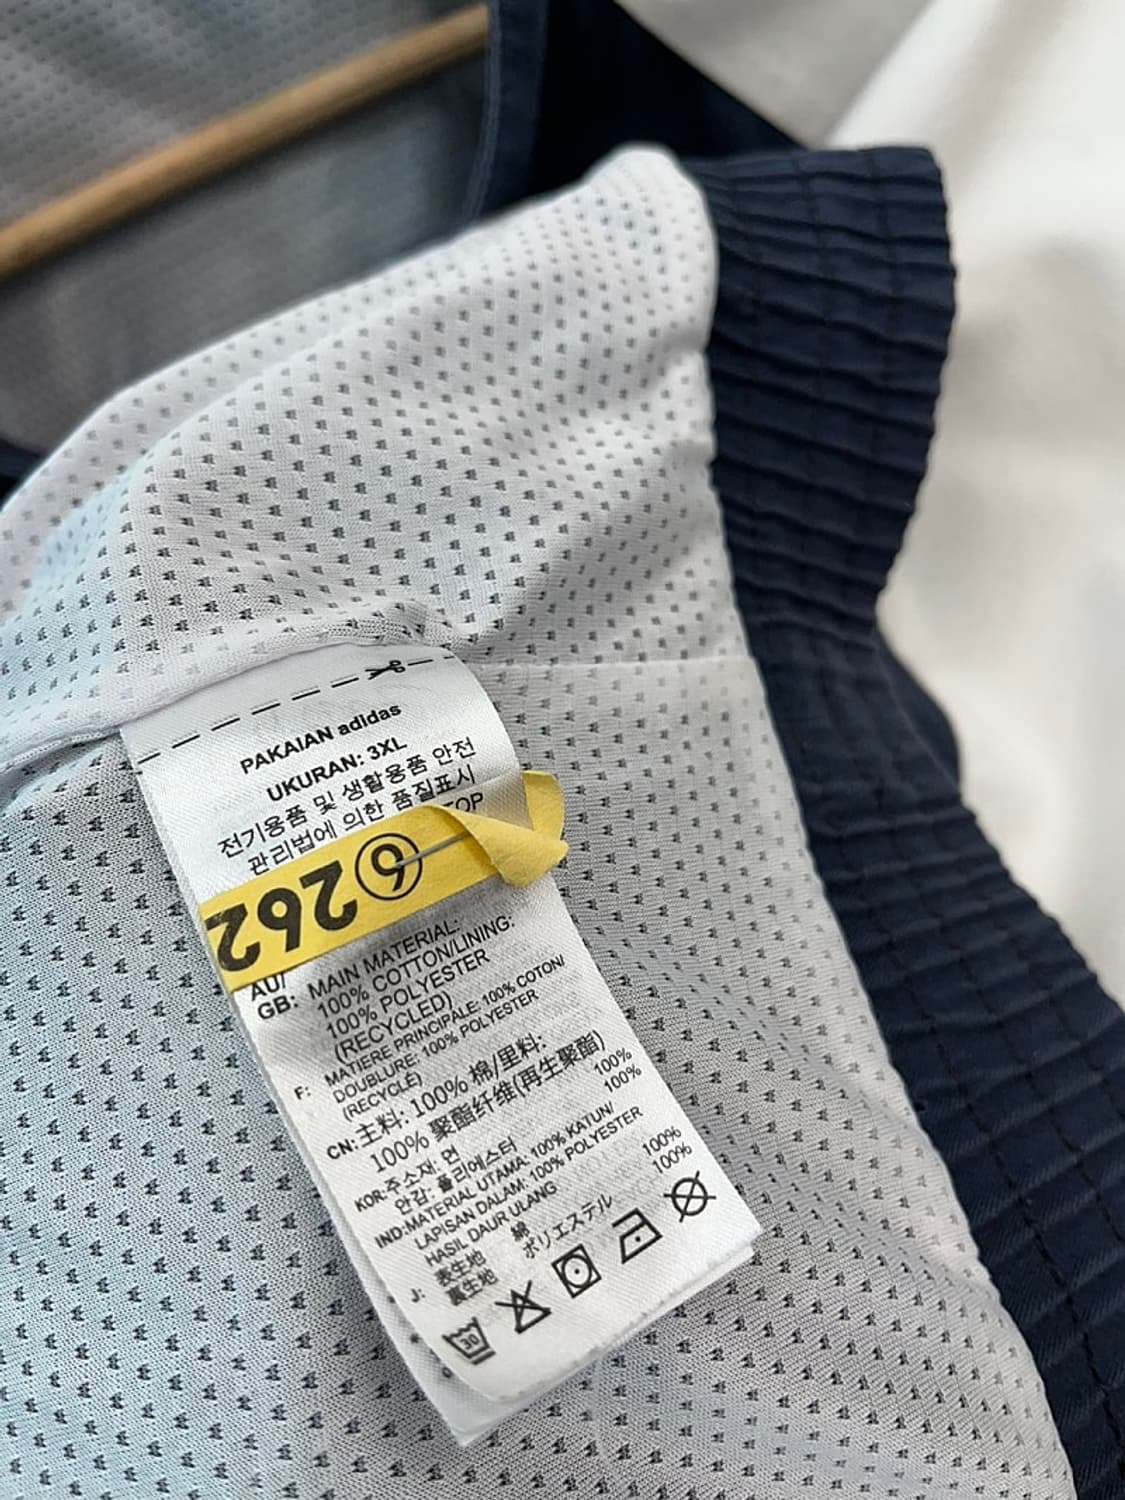 PAKAIAN adidas
UKURAN: 3XL
전기용품 및 생활용품 안전
관리법에 의한 품질표시
TOP
262
6
AU/
GB:
MAIN MATERIAL:
100% COTTON/LINING:
100% POLYESTER
(RECYCLED)
F:
MATIERE PRINCIPALE: 100% COTON/
DOUBLURE: 100% POLYESTER
(RECYCLÉ)
CN:主料: 100% 棉/里料:
100% 聚酯纤维(再生聚酯)
KOR:주소재: 면 100%
안감: 폴리에스터 100%
IND:MATERIAL UTAMA: 100% KATUN/
LAPISAN DALAM: 100% POLYESTER
HASIL DAUR ULANG
J: 表生地 綿 100%
裏生地 ポリエステル 100%
30